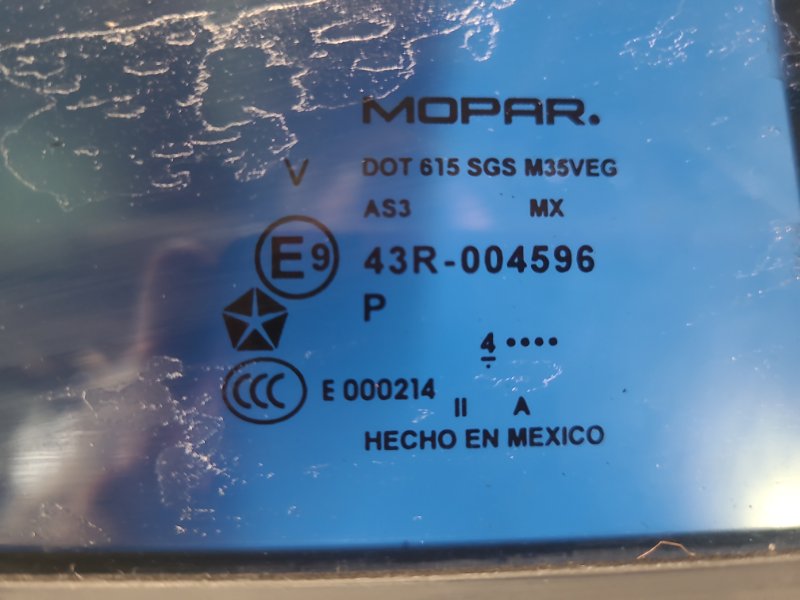 MOPAR.
V DOT 615 SGS M35VEG
AS3 MX
E9 43R-004596
P
4 ••••
CCC E 000214
II A
HECHO EN MEXICO